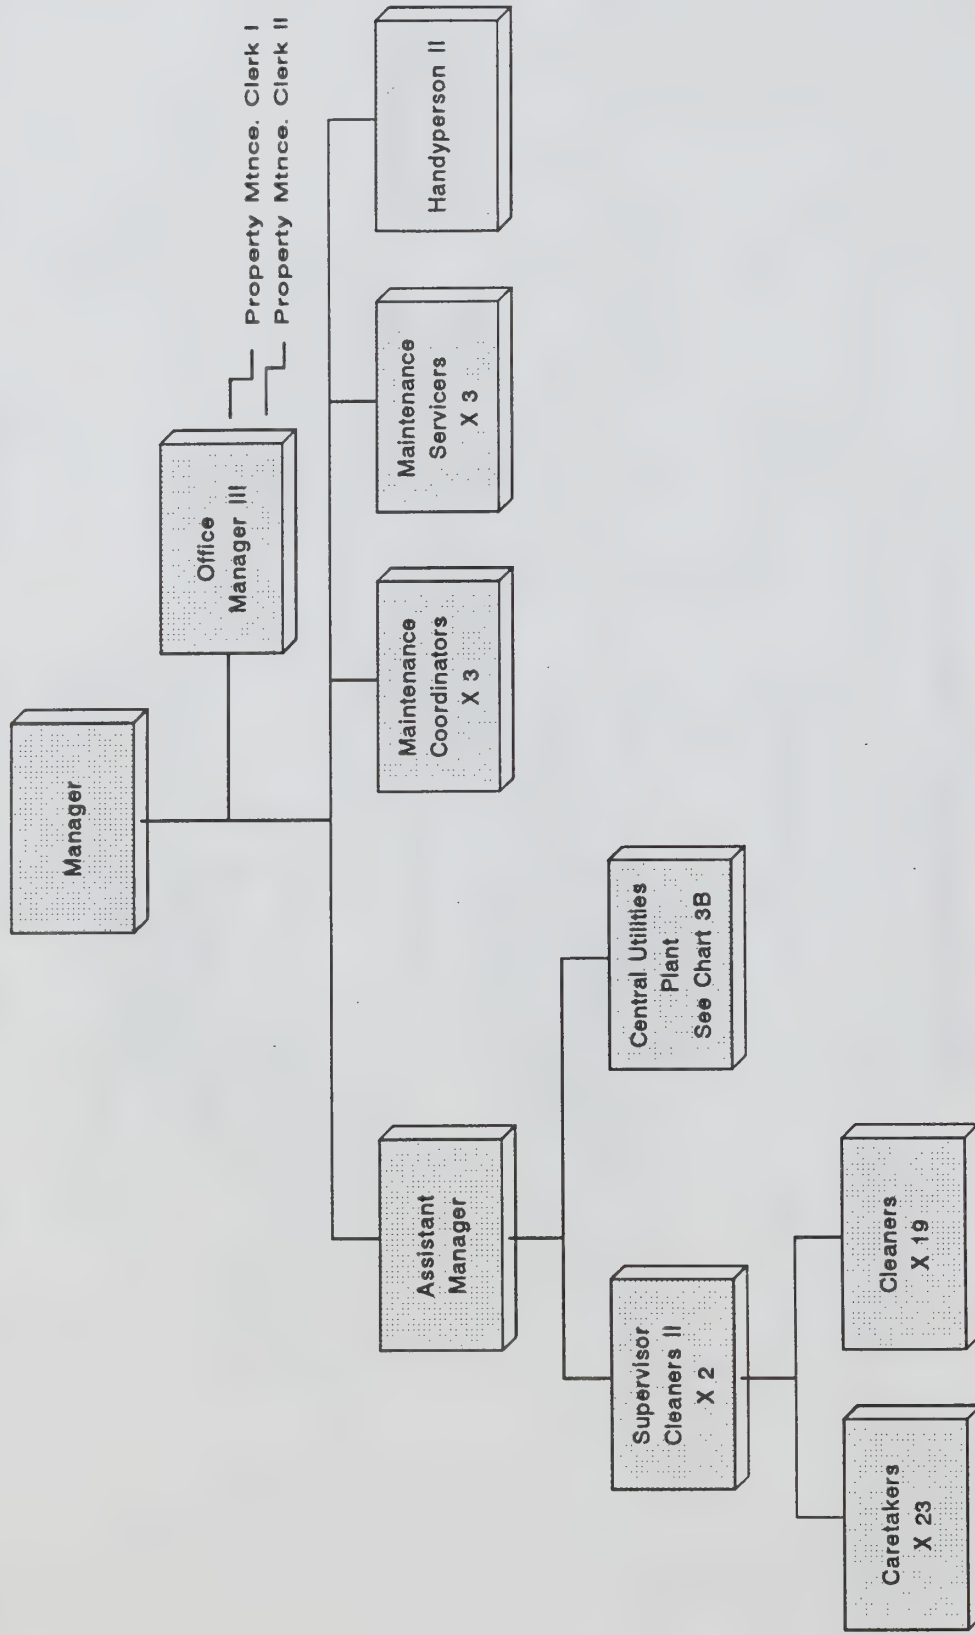 Manager
Office
Manager III
Property Mtnce. Clerk I
Property Mtnce. Clerk II
Assistant
Manager
Maintenance
Coordinators
X 3
Maintenance
Servicers
X 3
Handyperson II
Supervisor
Cleaners II
X 2
Central Utilities
Plant
See Chart 3B
Caretakers
X 23
Cleaners
X 19